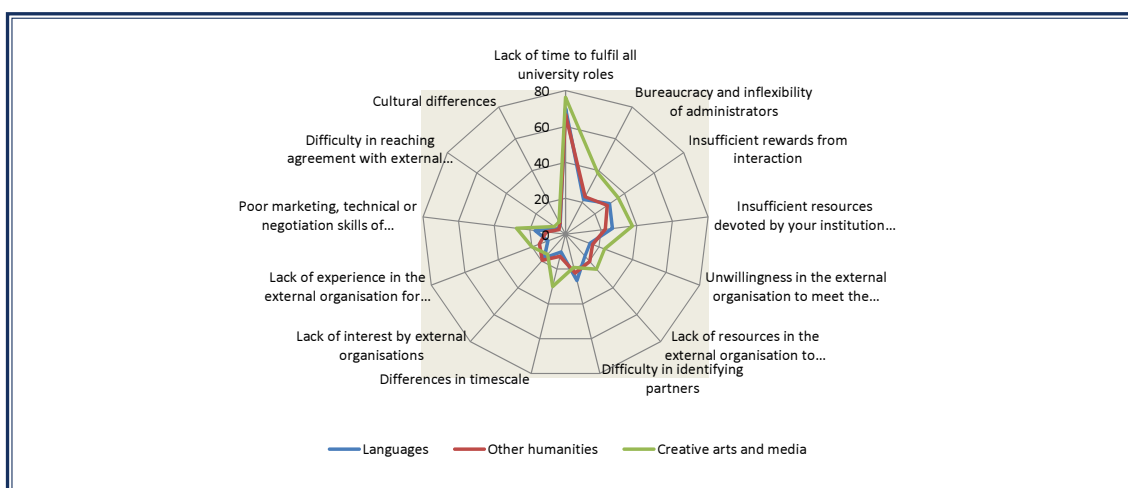 Lack of time to fulfil all
university roles
Bureaucracy and inflexibility
of administrators
Insufficient rewards from
interaction
Insufficient resources
devoted by your institution...
Unwillingness in the external
organisation to meet the...
Lack of resources in the
external organisation to...
Difficulty in identifying
partners
Differences in timescale
Lack of interest by external
organisations
Lack of experience in the
external organisation for...
Poor marketing, technical or
negotiation skills of...
Difficulty in reaching
agreement with external...
Cultural differences
80
60
40
20
0
Languages
Other humanities
Creative arts and media